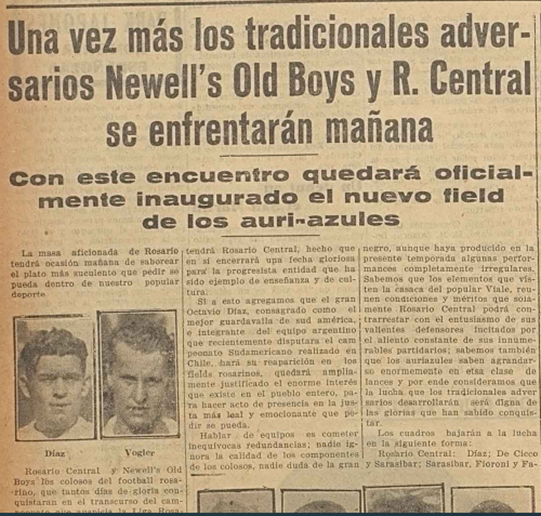 Una vez más los tradicionales adver-
sarios Newell's Old Boys y R. Central
se enfrentarán mañana
Con este encuentro quedará oficial-
mente inaugurado el nuevo field
de los auri-azules
La masa aficionada de Rosario
tendrá ocasión mañana de saborear
el plato más suculento que pedir se
pueda dentro de nuestro popular
deporte.
Díaz
Vogler
Rosario Central y Newell's Old
Boys los colosos del football rosa-
rino, que tantos días de gloria con-
quistaran en el transcurso del cam-
tendrá Rosario Central, hecho que
en si encerrará una fecha gloriosa
para la progresista entidad que ha
sido ejemplo de enseñanza y de cul-
tura.
Si a esto agregamos que el gran
Octavio Díaz, consagrado como el
mejor guardavalla de sud américa,
e integrante del equipo argentino
que recientemente disputara el cam
peonato Sudamericano realizado en
Chile, hará su reaparición en los
fields rosarinos, quedará amplia-
mente justificado el enorme interés
que existe en el pueblo entero, pa-
ra hacer acto de presencia en la jus
ta más leal y emocionante que pe-
dir se pueda.
Hablar de equipos es cometer
inequívocas redundancias; nadie ig-
nora la calidad de los componentes
de los colosos, nadie duda de la gran
negro, aunque haya producido en la
presente temporada algunas perfor-
mances completamente irregulares.
Sabemos que los elementos que vis-
ten la casaca del popular Viale, reu-
nen condiciones y méritos que sola-
mente Rosario Central podrá con-
trarrestar con el entusiasmo de sus
valientes defensores incitados por
el aliento constante de sus innume-
rables partidarios; sabemos también
que los auriazules saben agrandar-
se enormemente en etsa clase de
lances y por ende consideramos que
la lucha que los tradicionales adver
sarios desarrollarán será digna de
las glorias que han sabido conquis-
tar.
Los cuadros bajarán a la lucha
en la siguiente forma:
Rosario Central: Díaz; De Cicco
y Sarasibar; Sarasibar, Fioroni y Fa-